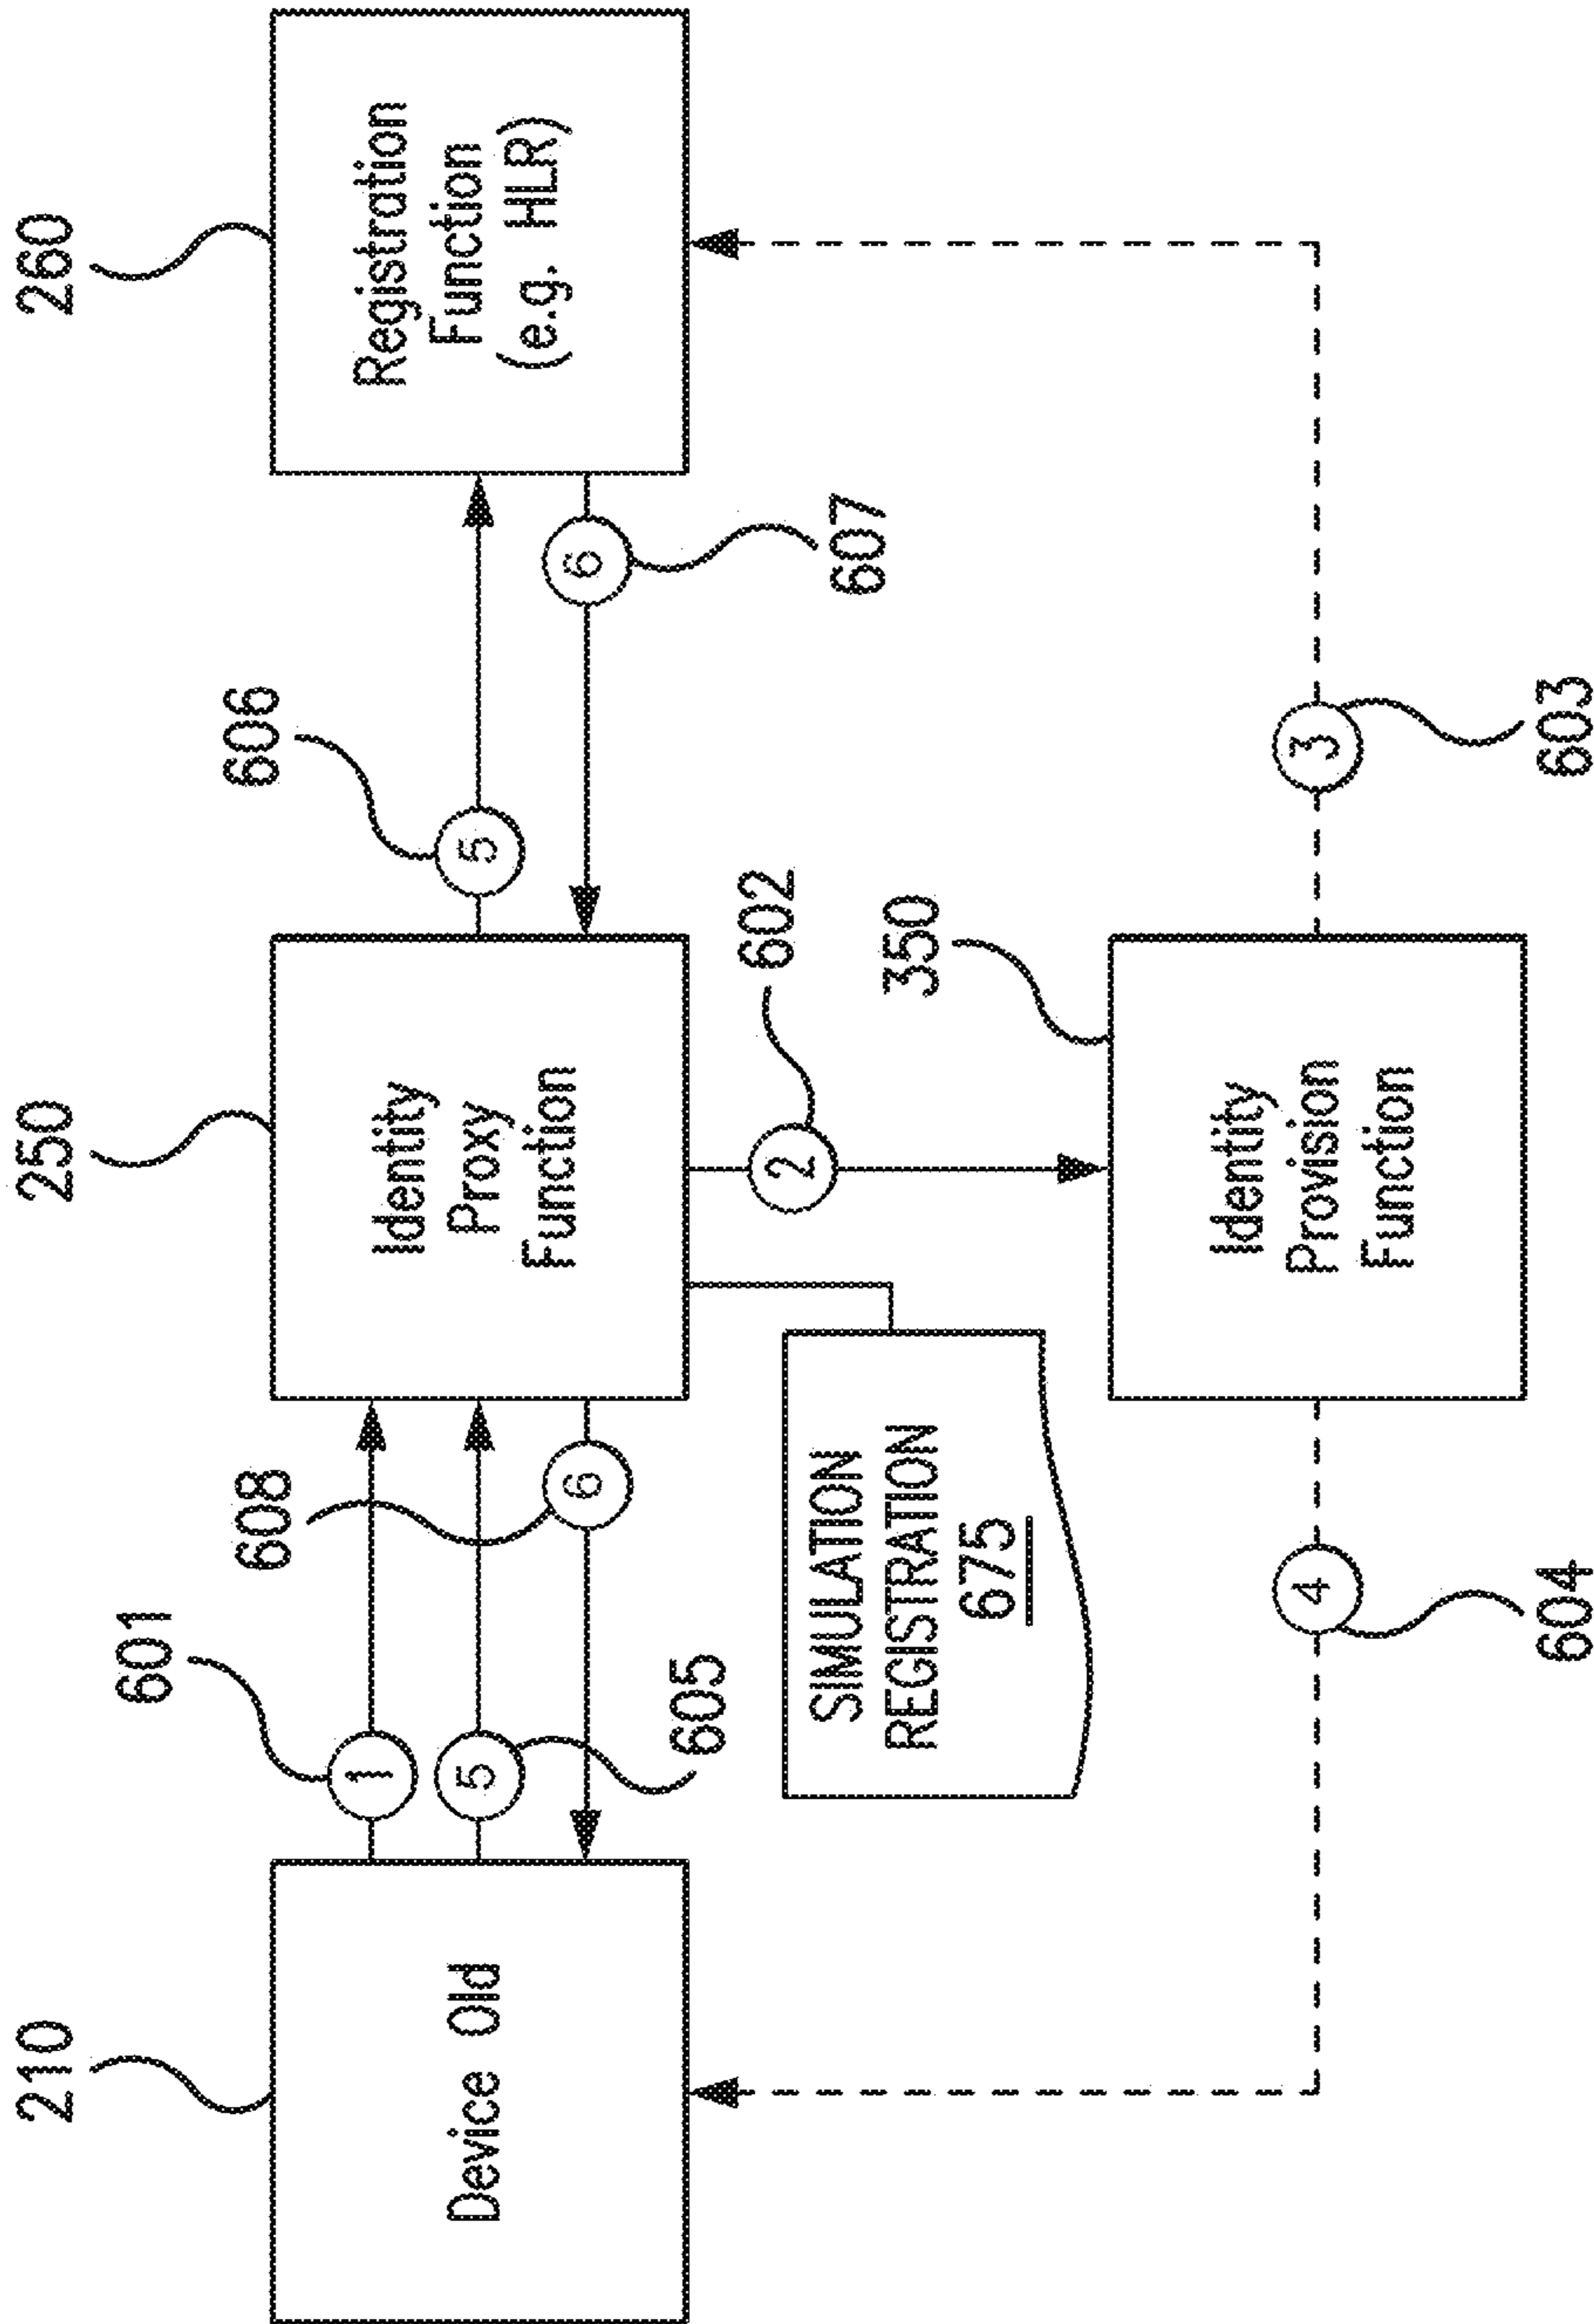 210
250
260
Device Old
Identity
Proxy
Function
Registration
Function
(e.g. HLR)
601
1
5
605
608
6
606
5
6
607
2
602
SIMULATION
REGISTRATION
675
350
Identity
Provision
Function
4
604
3
603